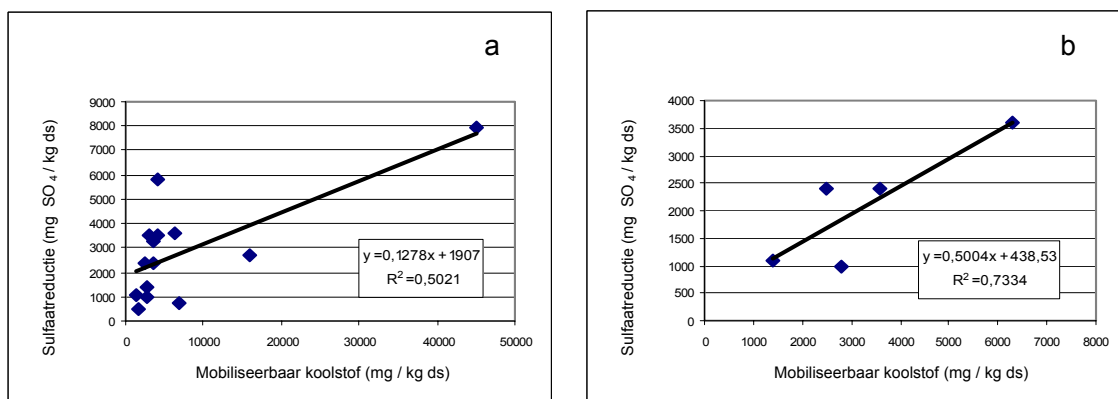 a
Sulfaatreductie (mg SO4 / kg ds)
9000
8000
7000
6000
5000
4000
3000
2000
1000
0
y =0,1278x + 1907
R2 =0,5021
0 10000 20000 30000 40000 50000
Mobiliseerbaar koolstof (mg / kg ds)
b
Sulfaatreductie (mg SO4 / kg ds)
4000
3500
3000
2500
2000
1500
1000
500
0
y =0,5004x + 438,53
R2 =0,7334
0 1000 2000 3000 4000 5000 6000 7000 8000
Mobiliseerbaar koolstof (mg / kg ds)